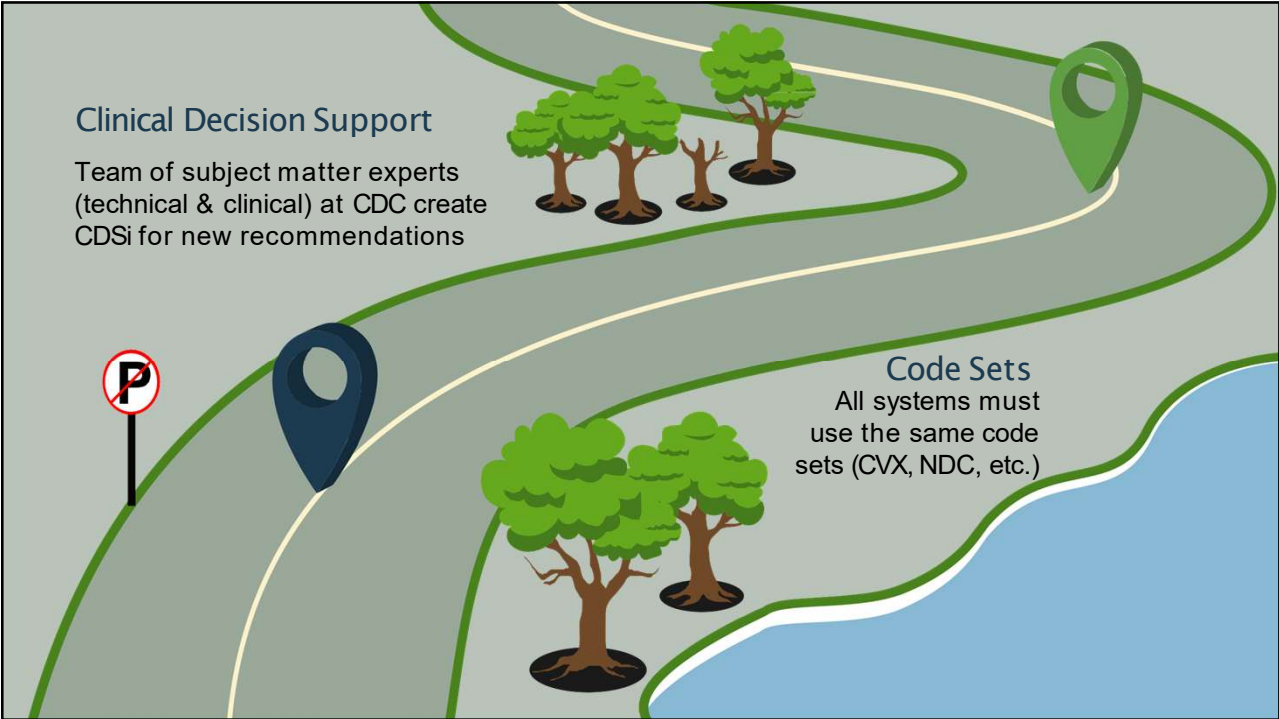 Clinical Decision Support
Team of subject matter experts
(technical & clinical) at CDC create
CDSi for new recommendations
P
Code Sets
All systems must
use the same code
sets (CVX, NDC, etc.)